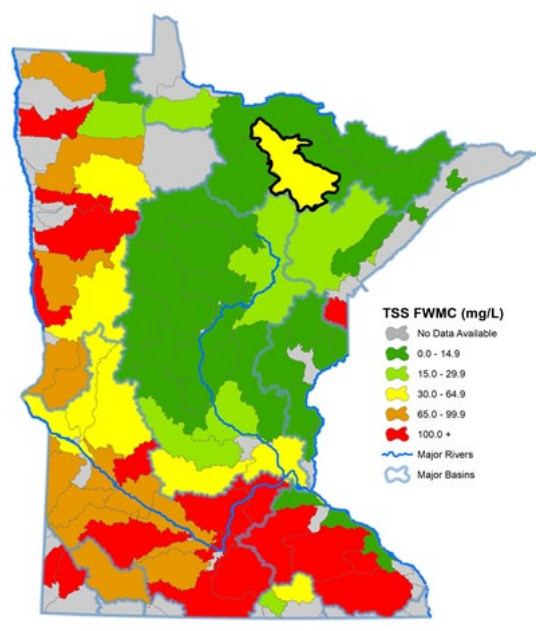 TSS FWMC (mg/L)
No Data Available
0.0 - 14.9
15.0 - 29.9
30.0 - 64.9
65.0 - 99.9
100.0 +
Major Rivers
Major Basins